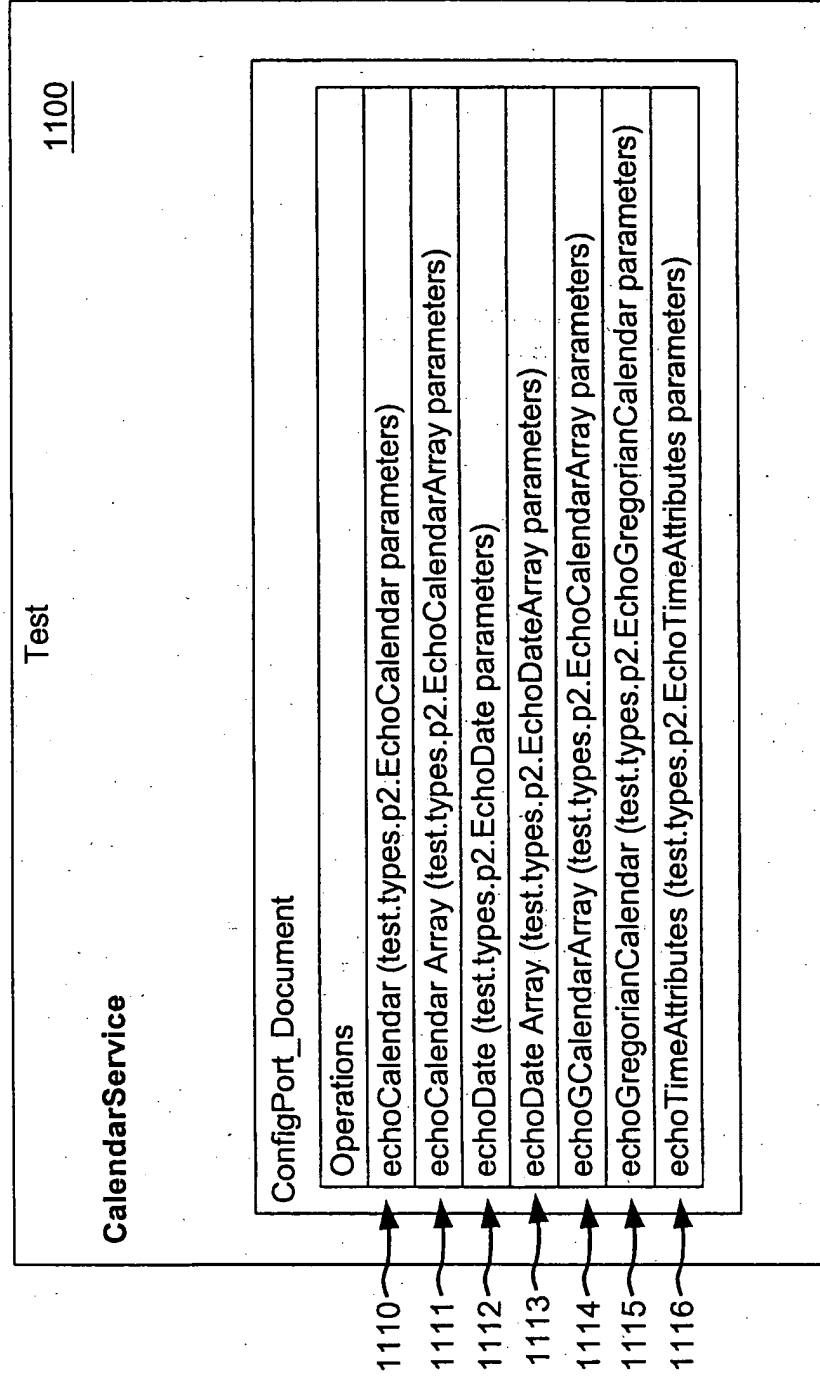 Test
1100
CalendarService
ConfigPort_Document
Operations
1110 echoCalendar (test.types.p2.EchoCalendar parameters)
1111 echoCalendar Array (test.types.p2.EchoCalendarArray parameters)
1112 echoDate (test.types.p2.EchoDate parameters)
1113 echoDate Array (test.types.p2.EchoDateArray parameters)
1114 echoGCalendarArray (test.types.p2.EchoCalendarArray parameters)
1115 echoGregorianCalendar (test.types.p2.EchoGregorianCalendar parameters)
1116 echoTimeAttributes (test.types.p2.EchoTimeAttributes parameters)